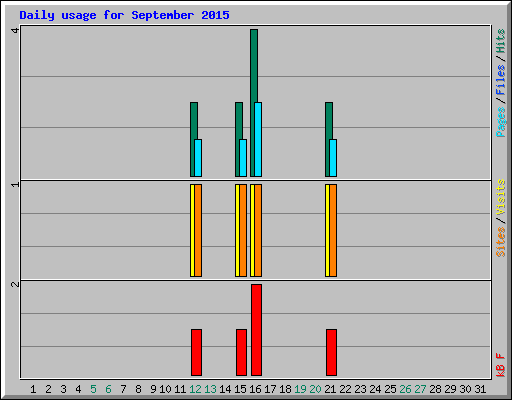 Daily usage for September 2015
4
Pages/Files/Hits
1
Sites/Visits
2
kB F
1 2 3 4 5 6 7 8 9 10 11 12 13 14 15 16 17 18 19 20 21 22 23 24 25 26 27 28 29 30 31